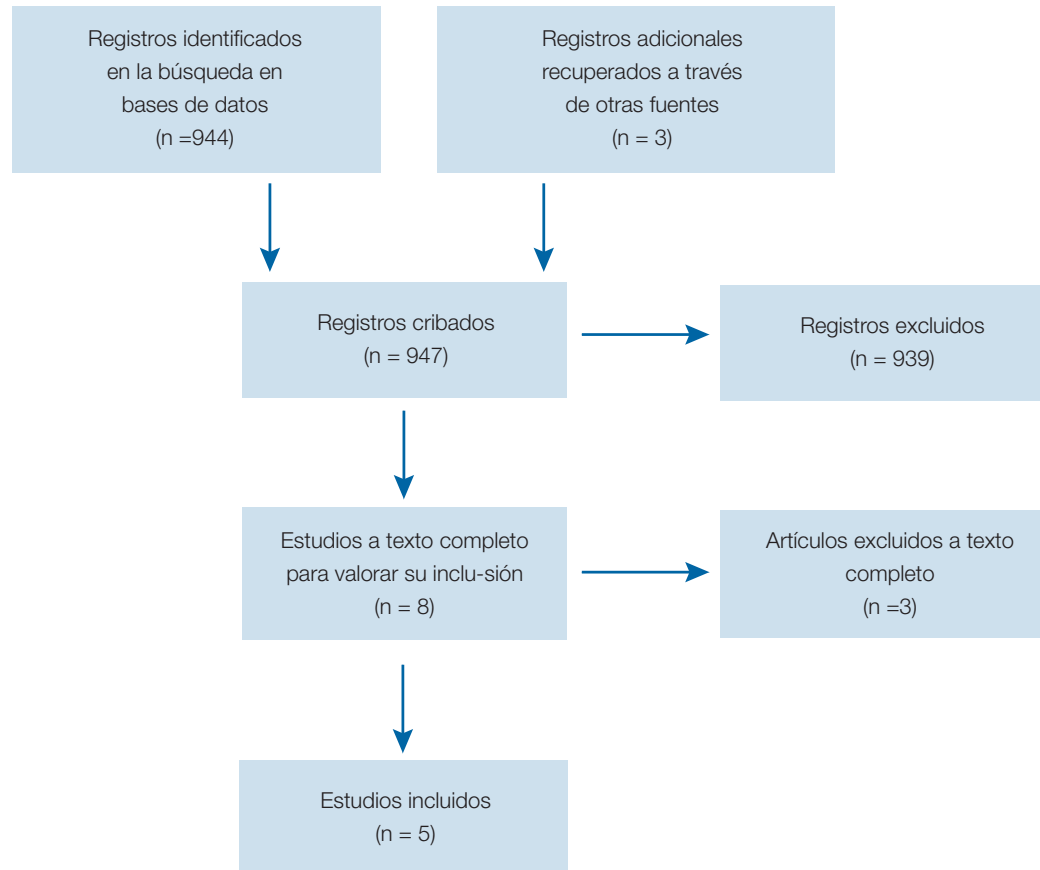 Registros identificados
en la búsqueda en
bases de datos
(n =944)
Registros adicionales
recuperados a través
de otras fuentes
(n = 3)
Registros cribados
(n = 947)
Registros excluidos
(n = 939)
Estudios a texto completo
para valorar su inclu-sión
(n = 8)
Artículos excluidos a texto
completo
(n =3)
Estudios incluidos
(n = 5)